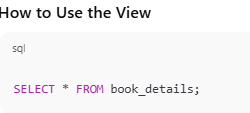 How to Use the View
sql
SELECT * FROM book_details;